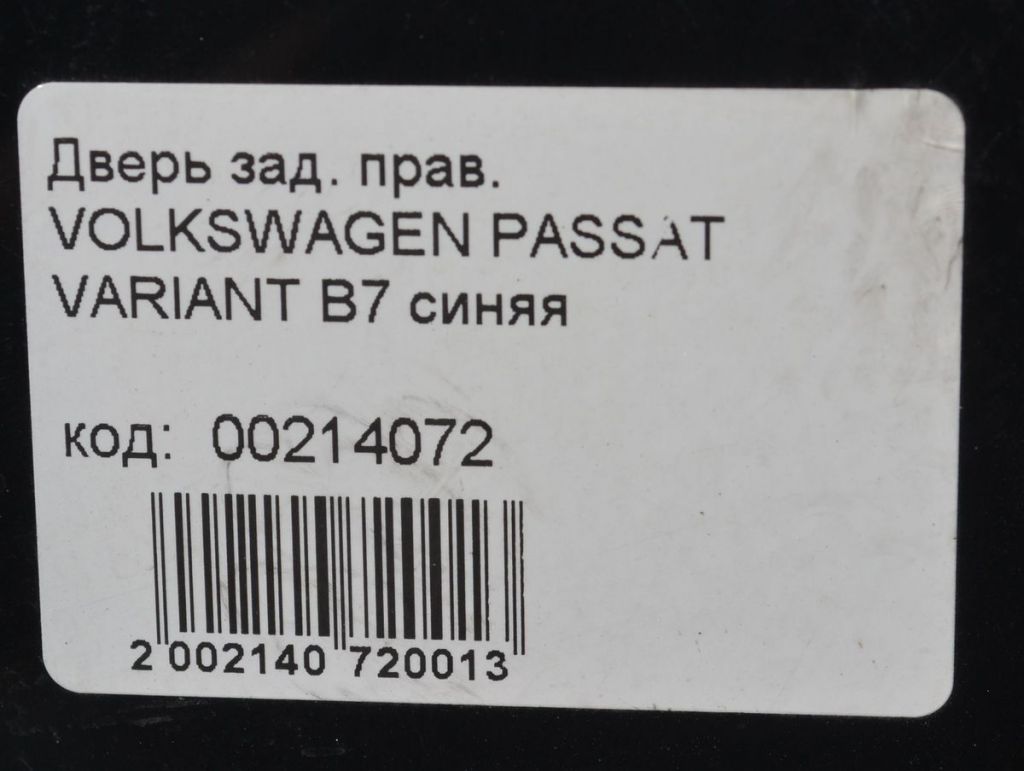 Дверь зад. прав.
VOLKSWAGEN PASSAT
VARIANT B7 синяя
код: 00214072
2 002140 720013